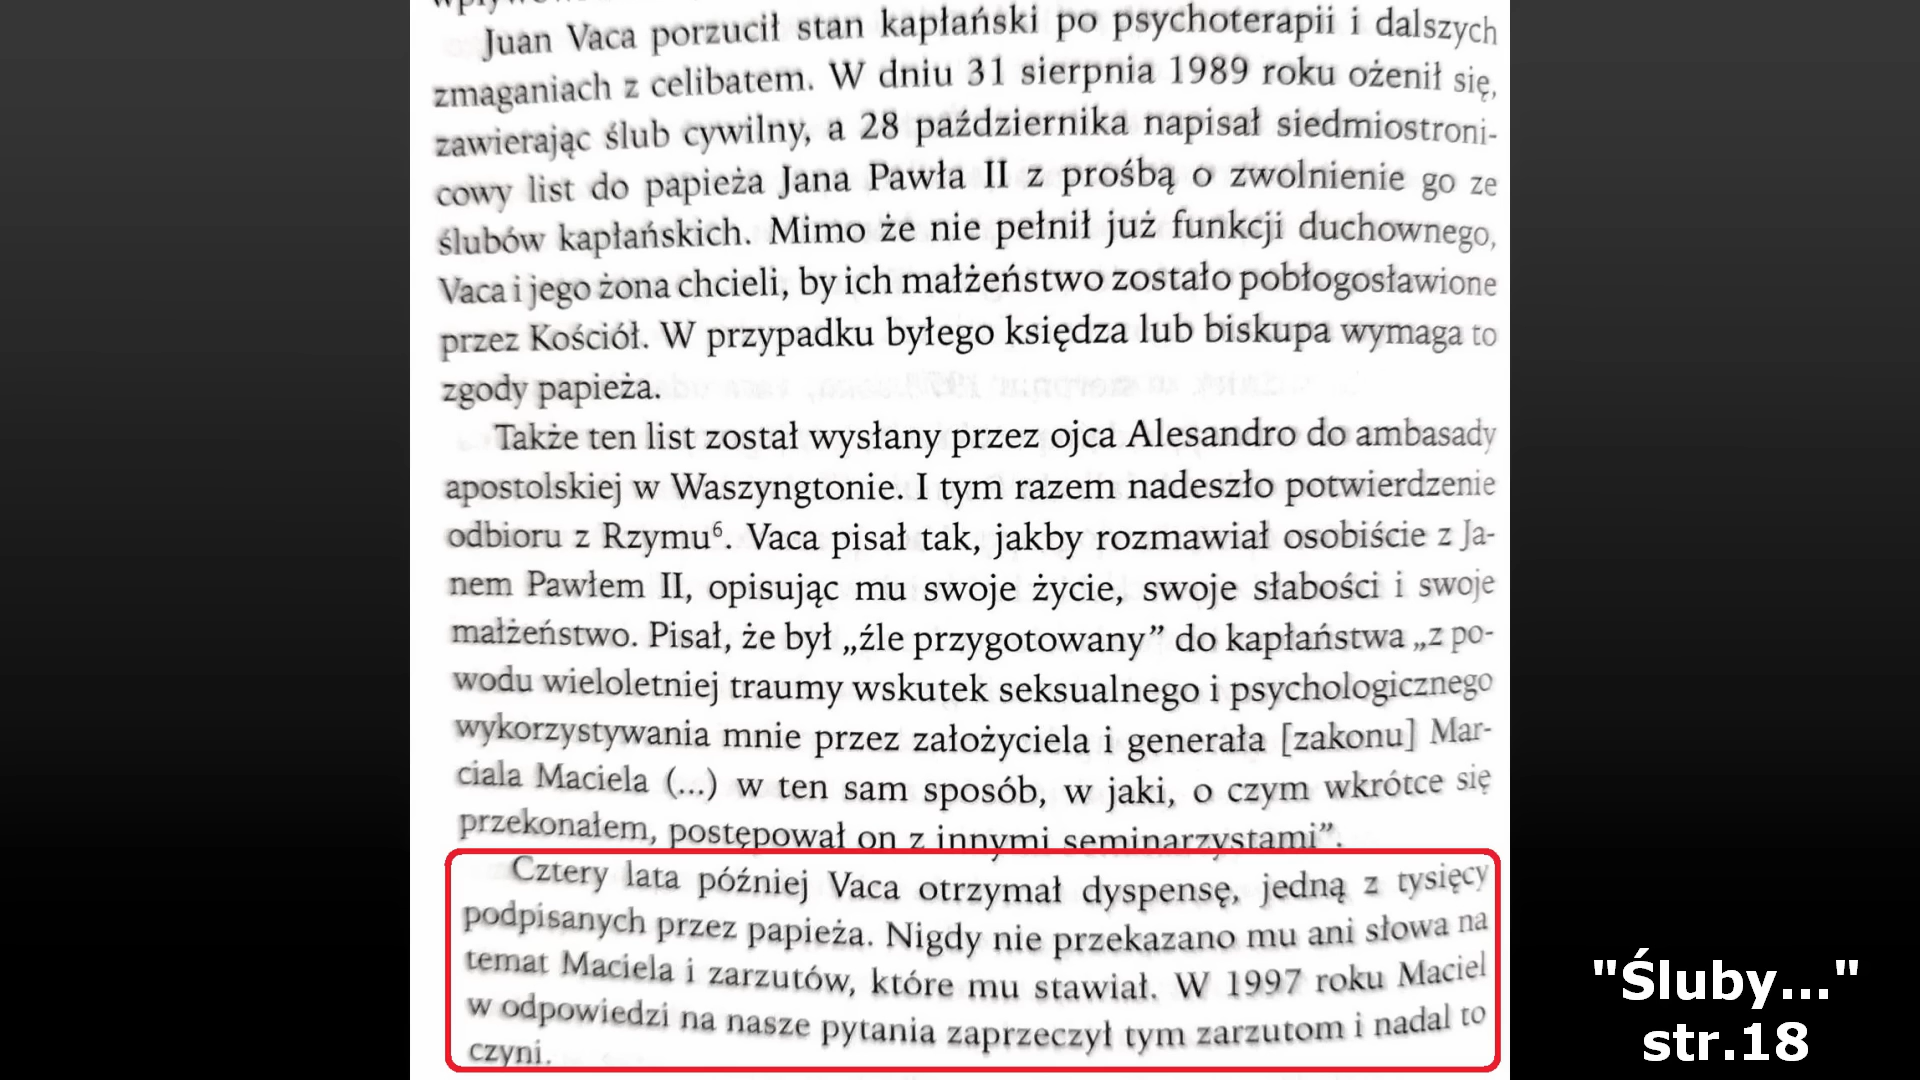 Juan Vaca porzucił stan kapłański po psychoterapii i dalszych
zmaganiach z celibatem. W dniu 31 sierpnia 1989 roku ożenił się,
zawierając ślub cywilny, a 28 października napisał siedmiostroni-
cowy list do papieża Jana Pawła II z prośbą o zwolnienie go ze
ślubów kapłańskich. Mimo że nie pełnił już funkcji duchownego,
Vaca i jego żona chcieli, by ich małżeństwo zostało pobłogosławione
przez Kościół. W przypadku byłego księdza lub biskupa wymaga to
zgody papieża.
Także ten list został wysłany przez ojca Alesandro do ambasady
apostolskiej w Waszyngtonie. I tym razem nadeszło potwierdzenie
odbioru z Rzymu⁶. Vaca pisał tak, jakby rozmawiał osobiście z Ja-
nem Pawłem II, opisując mu swoje życie, swoje słabości i swoje
małżeństwo. Pisał, że był „źle przygotowany” do kapłaństwa „z po-
wodu wieloletniej traumy wskutek seksualnego i psychologicznego
wykorzystywania mnie przez założyciela i generała [zakonu] Mar-
ciala Maciela (...) w ten sam sposób, w jaki, o czym wkrótce się
przekonałem, postępował on z innymi seminarzystami”.
Cztery lata później Vaca otrzymał dyspensę, jedną z tysięcy
podpisanych przez papieża. Nigdy nie przekazano mu ani słowa na
temat Maciela i zarzutów, które mu stawiał. W 1997 roku Maciel
w odpowiedzi na nasze pytania zaprzeczył tym zarzutom i nadal to
czyni.
"Śluby..."
str.18